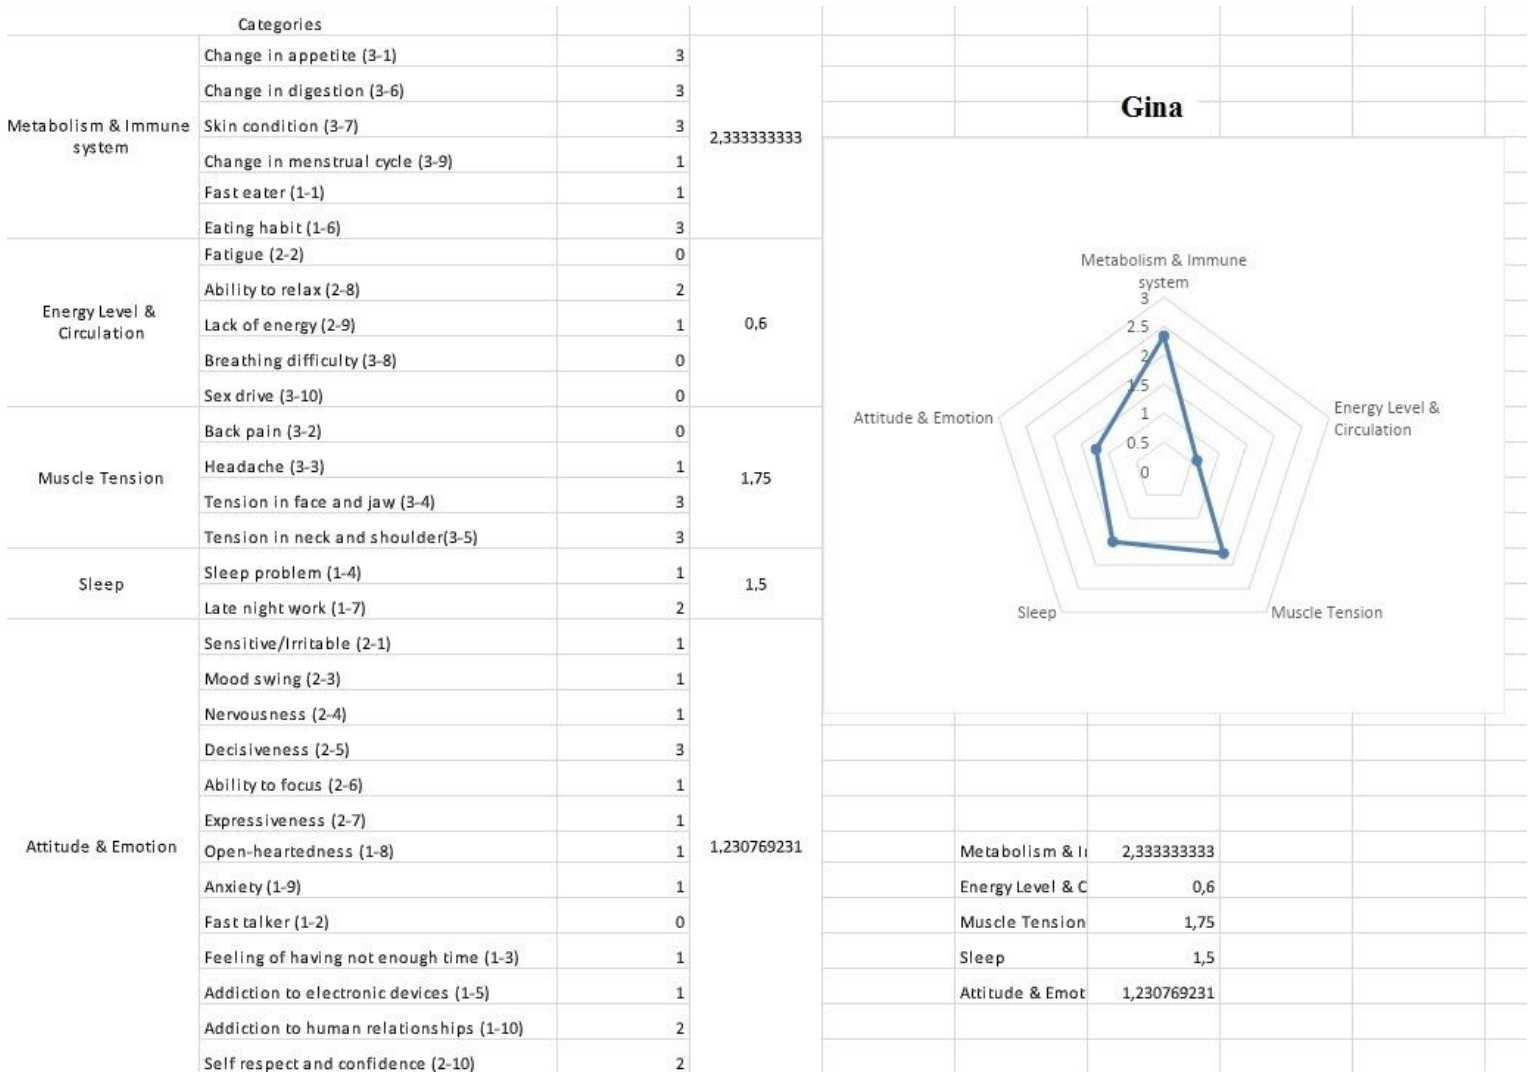 Categories
Metabolism & Immune
system
Change in appetite (3-1) 3
Change in digestion (3-6) 3
Skin condition (3-7) 3
Change in menstrual cycle (3-9) 1
Fast eater (1-1) 1
Eating habit (1-6) 3
2,333333333
Energy Level &
Circulation
Fatigue (2-2) 0
Ability to relax (2-8) 2
Lack of energy (2-9) 1
Breathing difficulty (3-8) 0
Sex drive (3-10) 0
0,6
Muscle Tension
Back pain (3-2) 0
Headache (3-3) 1
Tension in face and jaw (3-4) 3
Tension in neck and shoulder(3-5) 3
1,75
Sleep
Sleep problem (1-4) 1
Late night work (1-7) 2
1,5
Attitude & Emotion
Sensitive/Irritable (2-1) 1
Mood swing (2-3) 1
Nervousness (2-4) 1
Decisiveness (2-5) 3
Ability to focus (2-6) 1
Expressiveness (2-7) 1
Open-heartedness (1-8) 1
Anxiety (1-9) 1
Fast talker (1-2) 0
Feeling of having not enough time (1-3) 1
Addiction to electronic devices (1-5) 1
Addiction to human relationships (1-10) 2
Self respect and confidence (2-10) 2
1,230769231
Gina
Metabolism & Immune
system
3
2.5
2
1.5
1
0.5
0
Energy Level &
Circulation
Attitude & Emotion
Sleep
Muscle Tension
Metabolism & I 2,333333333
Energy Level & C 0,6
Muscle Tension 1,75
Sleep 1,5
Attitude & Emot 1,230769231